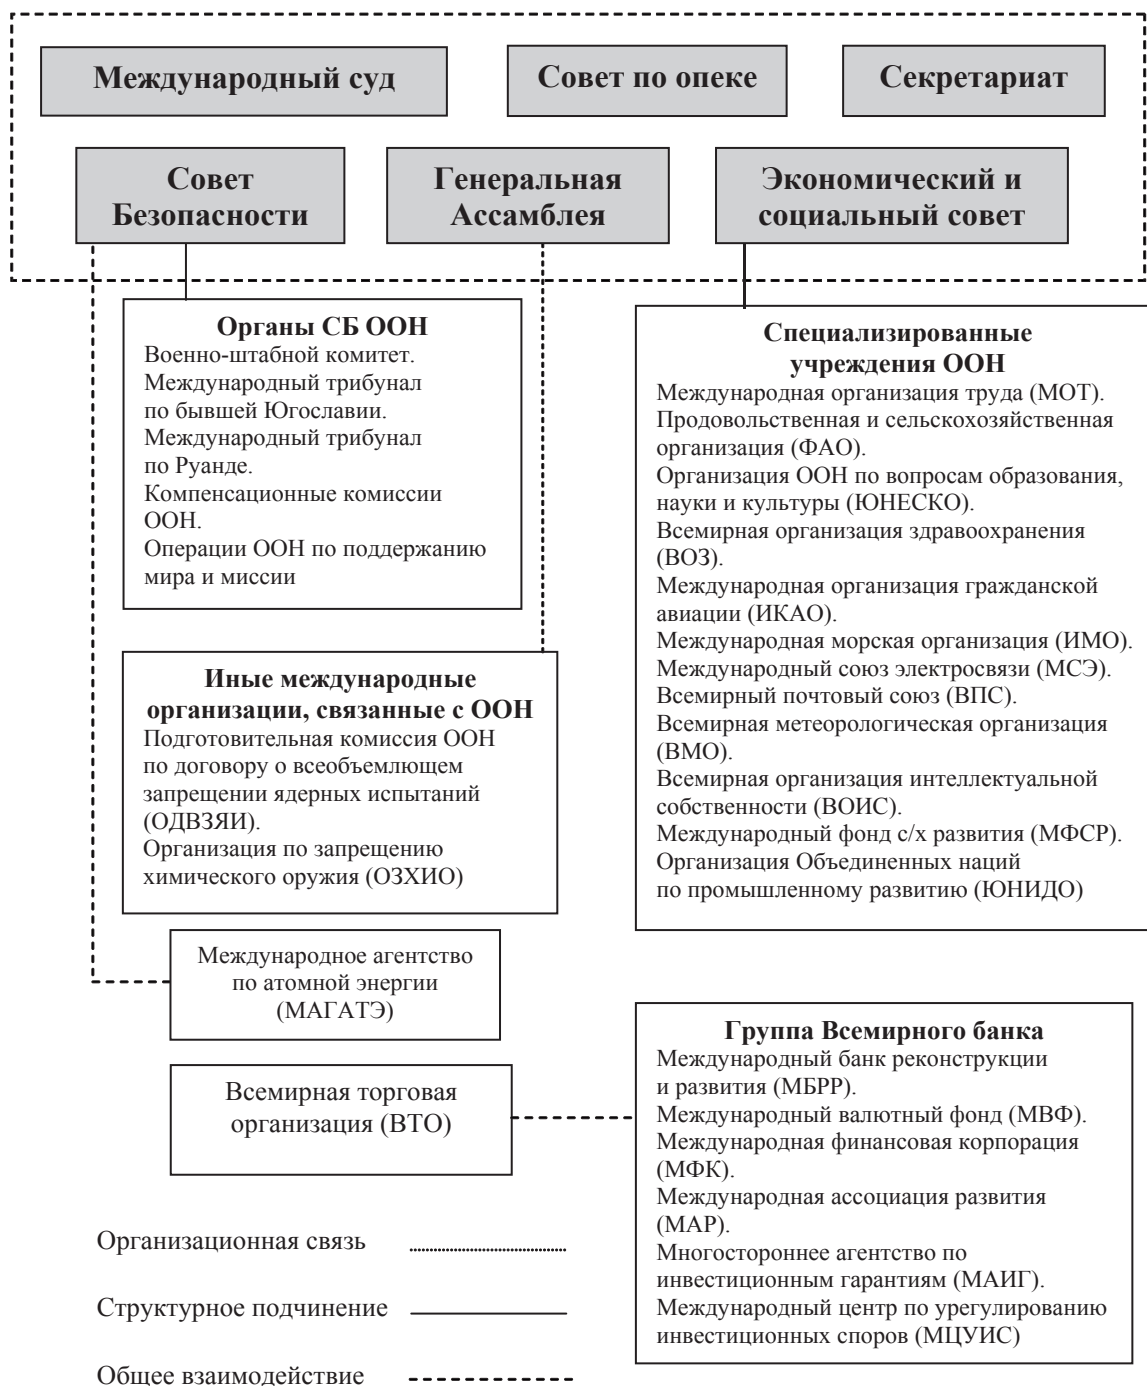 Международный суд
Совет по опеке
Секретариат
Совет
Безопасности
Генеральная
Ассамблея
Экономический и
социальный совет
Органы СБ ООН
Военно-штабной комитет.
Международный трибунал
по бывшей Югославии.
Международный трибунал
по Руанде.
Компенсационные комиссии
ООН.
Операции ООН по поддержанию
мира и миссии
Специализированные
учреждения ООН
Международная организация труда (МОТ).
Продовольственная и сельскохозяйственная
организация (ФАО).
Организация ООН по вопросам образования,
науки и культуры (ЮНЕСКО).
Всемирная организация здравоохранения
(ВОЗ).
Международная организация гражданской
авиации (ИКАО).
Международная морская организация (ИМО).
Международный союз электросвязи (МСЭ).
Всемирный почтовый союз (ВПС).
Всемирная метеорологическая организация
(ВМО).
Всемирная организация интеллектуальной
собственности (ВОИС).
Международный фонд с/х развития (МФСР).
Организация Объединенных наций
по промышленному развитию (ЮНИДО)
Иные международные
организации, связанные с ООН
Подготовительная комиссия ООН
по договору о всеобъемлющем
запрещении ядерных испытаний
(ОДВЗЯИ).
Организация по запрещению
химического оружия (ОЗХИО)
Международное агентство
по атомной энергии
(МАГАТЭ)
Всемирная торговая
организация (ВТО)
Группа Всемирного банка
Международный банк реконструкции
и развития (МБРР).
Международный валютный фонд (МВФ).
Международная финансовая корпорация
(МФК).
Международная ассоциация развития
(МАР).
Многостороннее агентство по
инвестиционным гарантиям (МАИГ).
Международный центр по урегулированию
инвестиционных споров (МЦУИС)
Организационная связь
Структурное подчинение
Общее взаимодействие